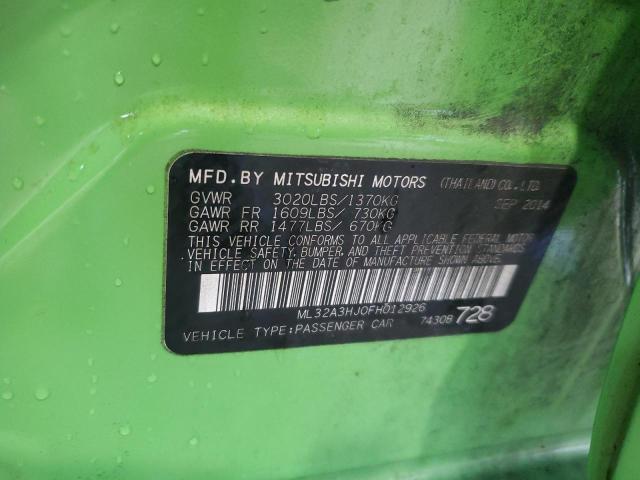 MFD. BY MITSUBISHI MOTORS (THAILAND) CO., LTD.
GVWR 3020LBS/1370KG SEP 2014
GAWR FR 1609LBS/ 730KG
GAWR RR 1477LBS/ 670KG
THIS VEHICLE CONFORMS TO ALL APPLICABLE FEDERAL MOTOR
VEHICLE SAFETY, BUMPER, AND THEFT PREVENTION STANDARDS
IN EFFECT ON THE DATE OF MANUFACTURE SHOWN ABOVE.
ML32A3HJ0FH012926
VEHICLE TYPE:PASSENGER CAR 7430B 728